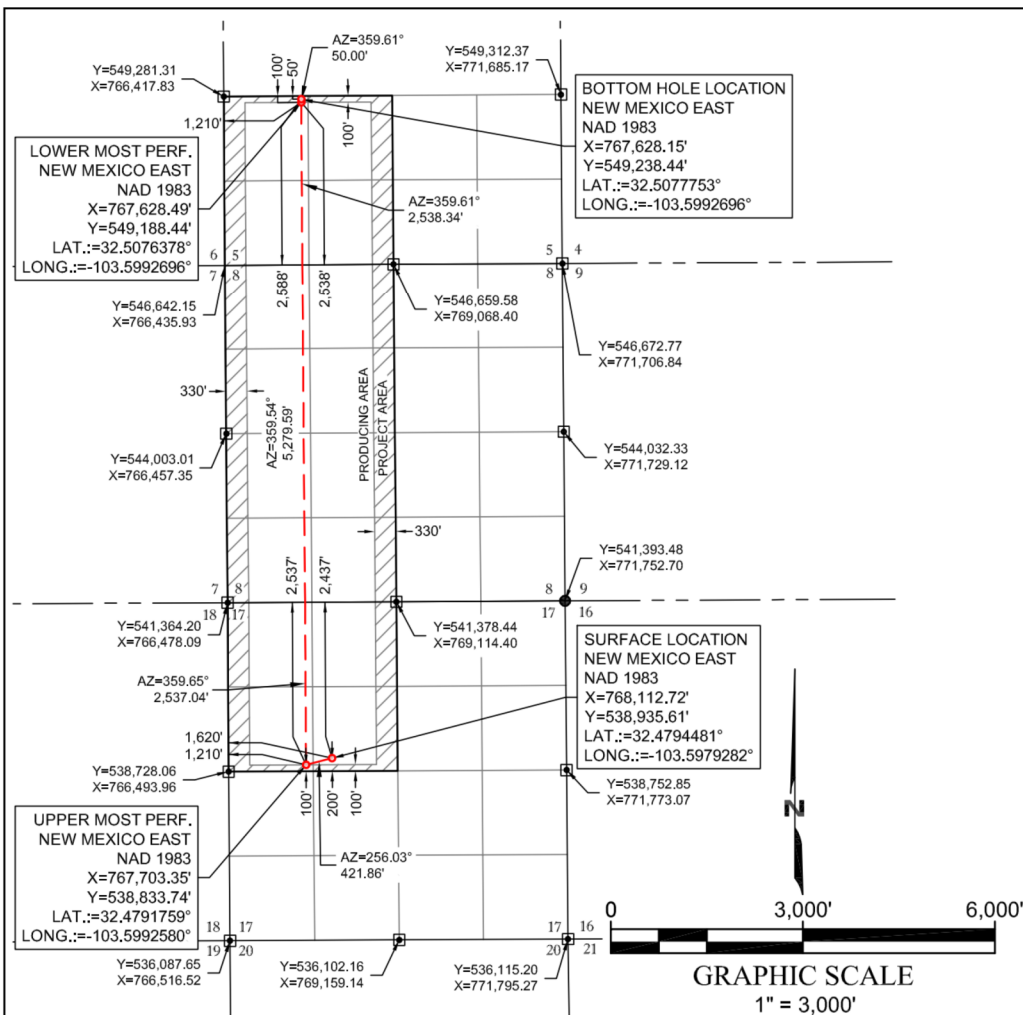 AZ=359.61°
50.00'
Y=549,281.31
X=766,417.83
100'
50'
Y=549,312.37
X=771,685.17
1,210'
100'
BOTTOM HOLE LOCATION
NEW MEXICO EAST
NAD 1983
X=767,628.15'
Y=549,238.44'
LAT.:=32.5077753°
LONG.:=-103.5992696°
LOWER MOST PERF.
NEW MEXICO EAST
NAD 1983
X=767,628.49'
Y=549,188.44'
LAT.:=32.5076378°
LONG.:=-103.5992696°
AZ=359.61°
2,538.34'
6 5
7 8
5 4
8 9
2,588'
2,538'
Y=546,642.15
X=766,435.93
Y=546,659.58
X=769,068.40
Y=546,672.77
X=771,706.84
330'
AZ=359.54°
5,279.59'
PRODUCING AREA
PROJECT AREA
Y=544,003.01
X=766,457.35
Y=544,032.33
X=771,729.12
330'
2,537'
2,437'
Y=541,393.48
X=771,752.70
7 8
18 17
8 9
17 16
Y=541,364.20
X=766,478.09
Y=541,378.44
X=769,114.40
SURFACE LOCATION
NEW MEXICO EAST
NAD 1983
X=768,112.72'
Y=538,935.61'
LAT.:=32.4794481°
LONG.:=-103.5979282°
AZ=359.65°
2,537.04'
1,620'
1,210'
Y=538,728.06
X=766,493.96
Y=538,752.85
X=771,773.07
100'
200'
100'
UPPER MOST PERF.
NEW MEXICO EAST
NAD 1983
X=767,703.35'
Y=538,833.74'
LAT.:=32.4791759°
LONG.:=-103.5992580°
AZ=256.03°
421.86'
N
18 17
19 20
17 16
20 21
Y=536,087.65
X=766,516.52
Y=536,102.16
X=769,159.14
Y=536,115.20
X=771,795.27
0 3,000' 6,000'
GRAPHIC SCALE
1" = 3,000'